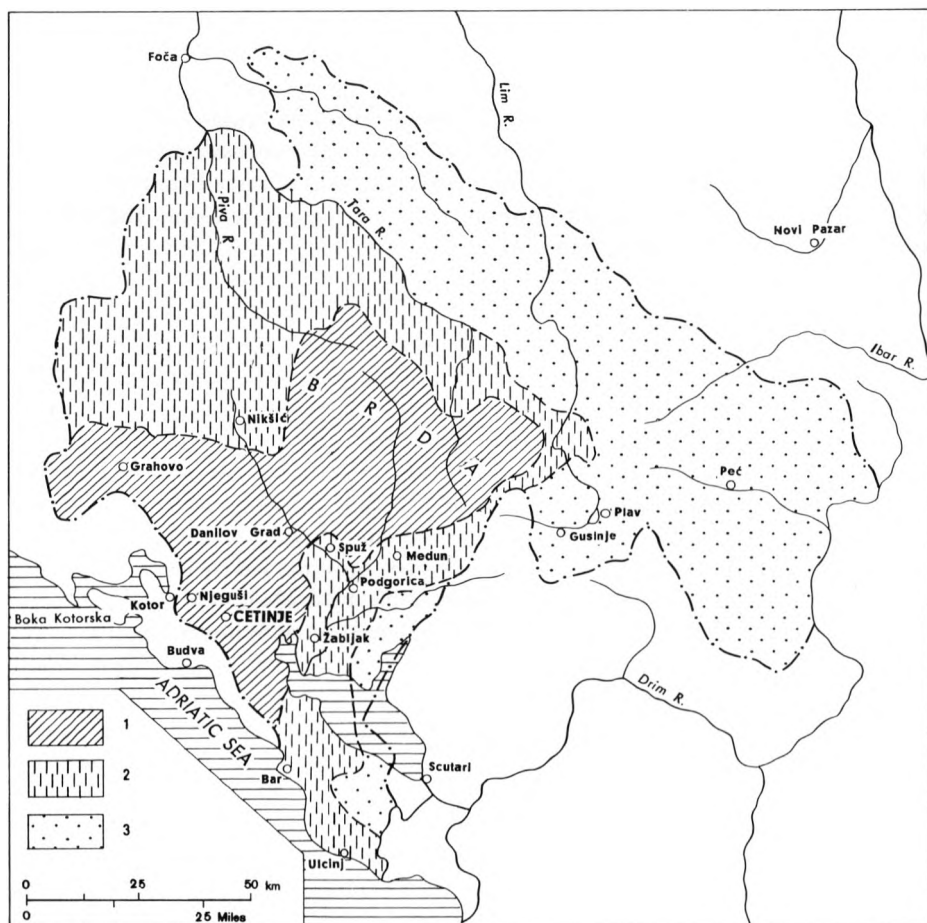 Foča
Lim R.
Piva R.
Tara R.
Novi Pazar
Ibar R.
BRDA
Nikšić
Grahovo
Peć
Danilov Grad
Spuž
Medun
Plav
Gusinje
Podgorica
Kotor
Njeguši
Boka Kotorska
CETINJE
Žabljak
Budva
Drim R.
ADRIATIC SEA
1
Bar
Scutari
2
3
Ulcinj
0 25 50 km
0 25 Miles